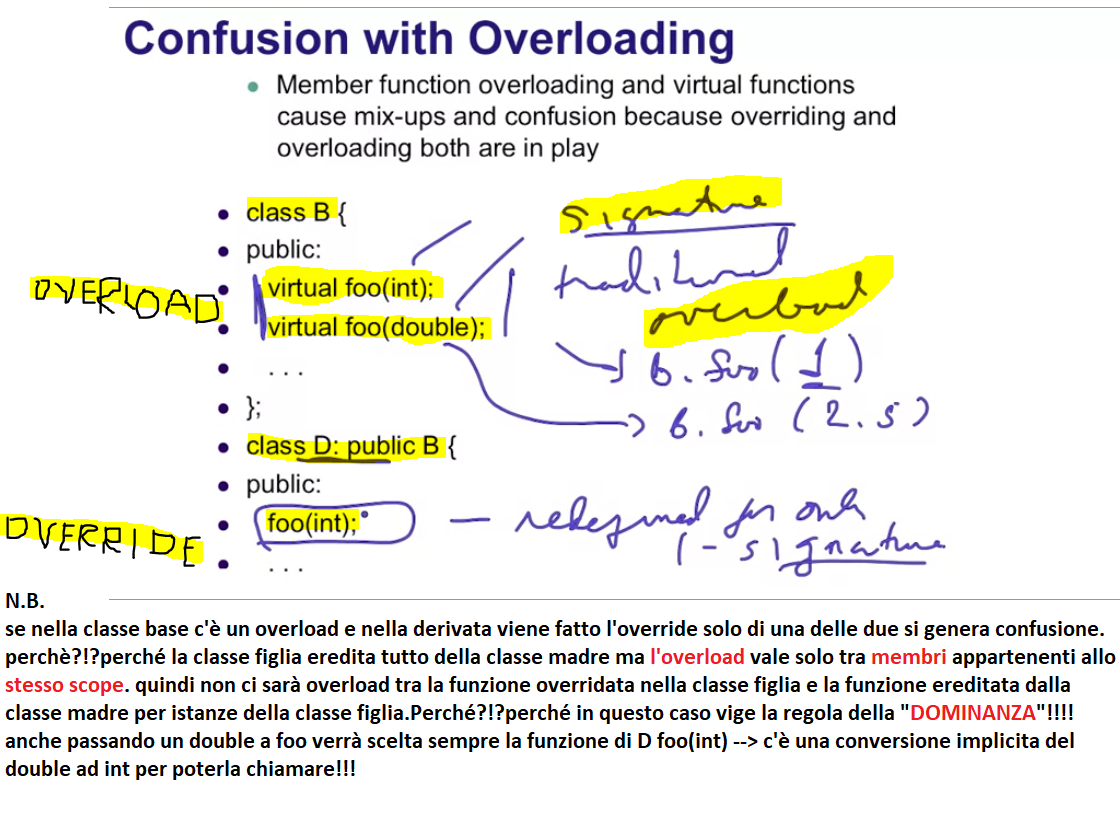 Confusion with Overloading
• Member function overloading and virtual functions
cause mix-ups and confusion because overriding and
overloading both are in play
• class B {
signature
• public:
traditional
• virtual foo(int);
OVERLOAD
overload
• virtual foo(double);
• . . .
b. foo (1)
• };
b. foo (2.5)
• class D: public B {
• public:
• foo(int);
— redefined for only
OVERRIDE
1 - signature
• . . .
N.B.
se nella classe base c'è un overload e nella derivata viene fatto l'override solo di una delle due si genera confusione.
perchè?!?perché la classe figlia eredita tutto della classe madre ma l'overload vale solo tra membri appartenenti allo
stesso scope. quindi non ci sarà overload tra la funzione overridata nella classe figlia e la funzione ereditata dalla
classe madre per istanze della classe figlia.Perché?!?perché in questo caso vige la regola della "DOMINANZA"!!!!
anche passando un double a foo verrà scelta sempre la funzione di D foo(int) --> c'è una conversione implicita del
double ad int per poterla chiamare!!!